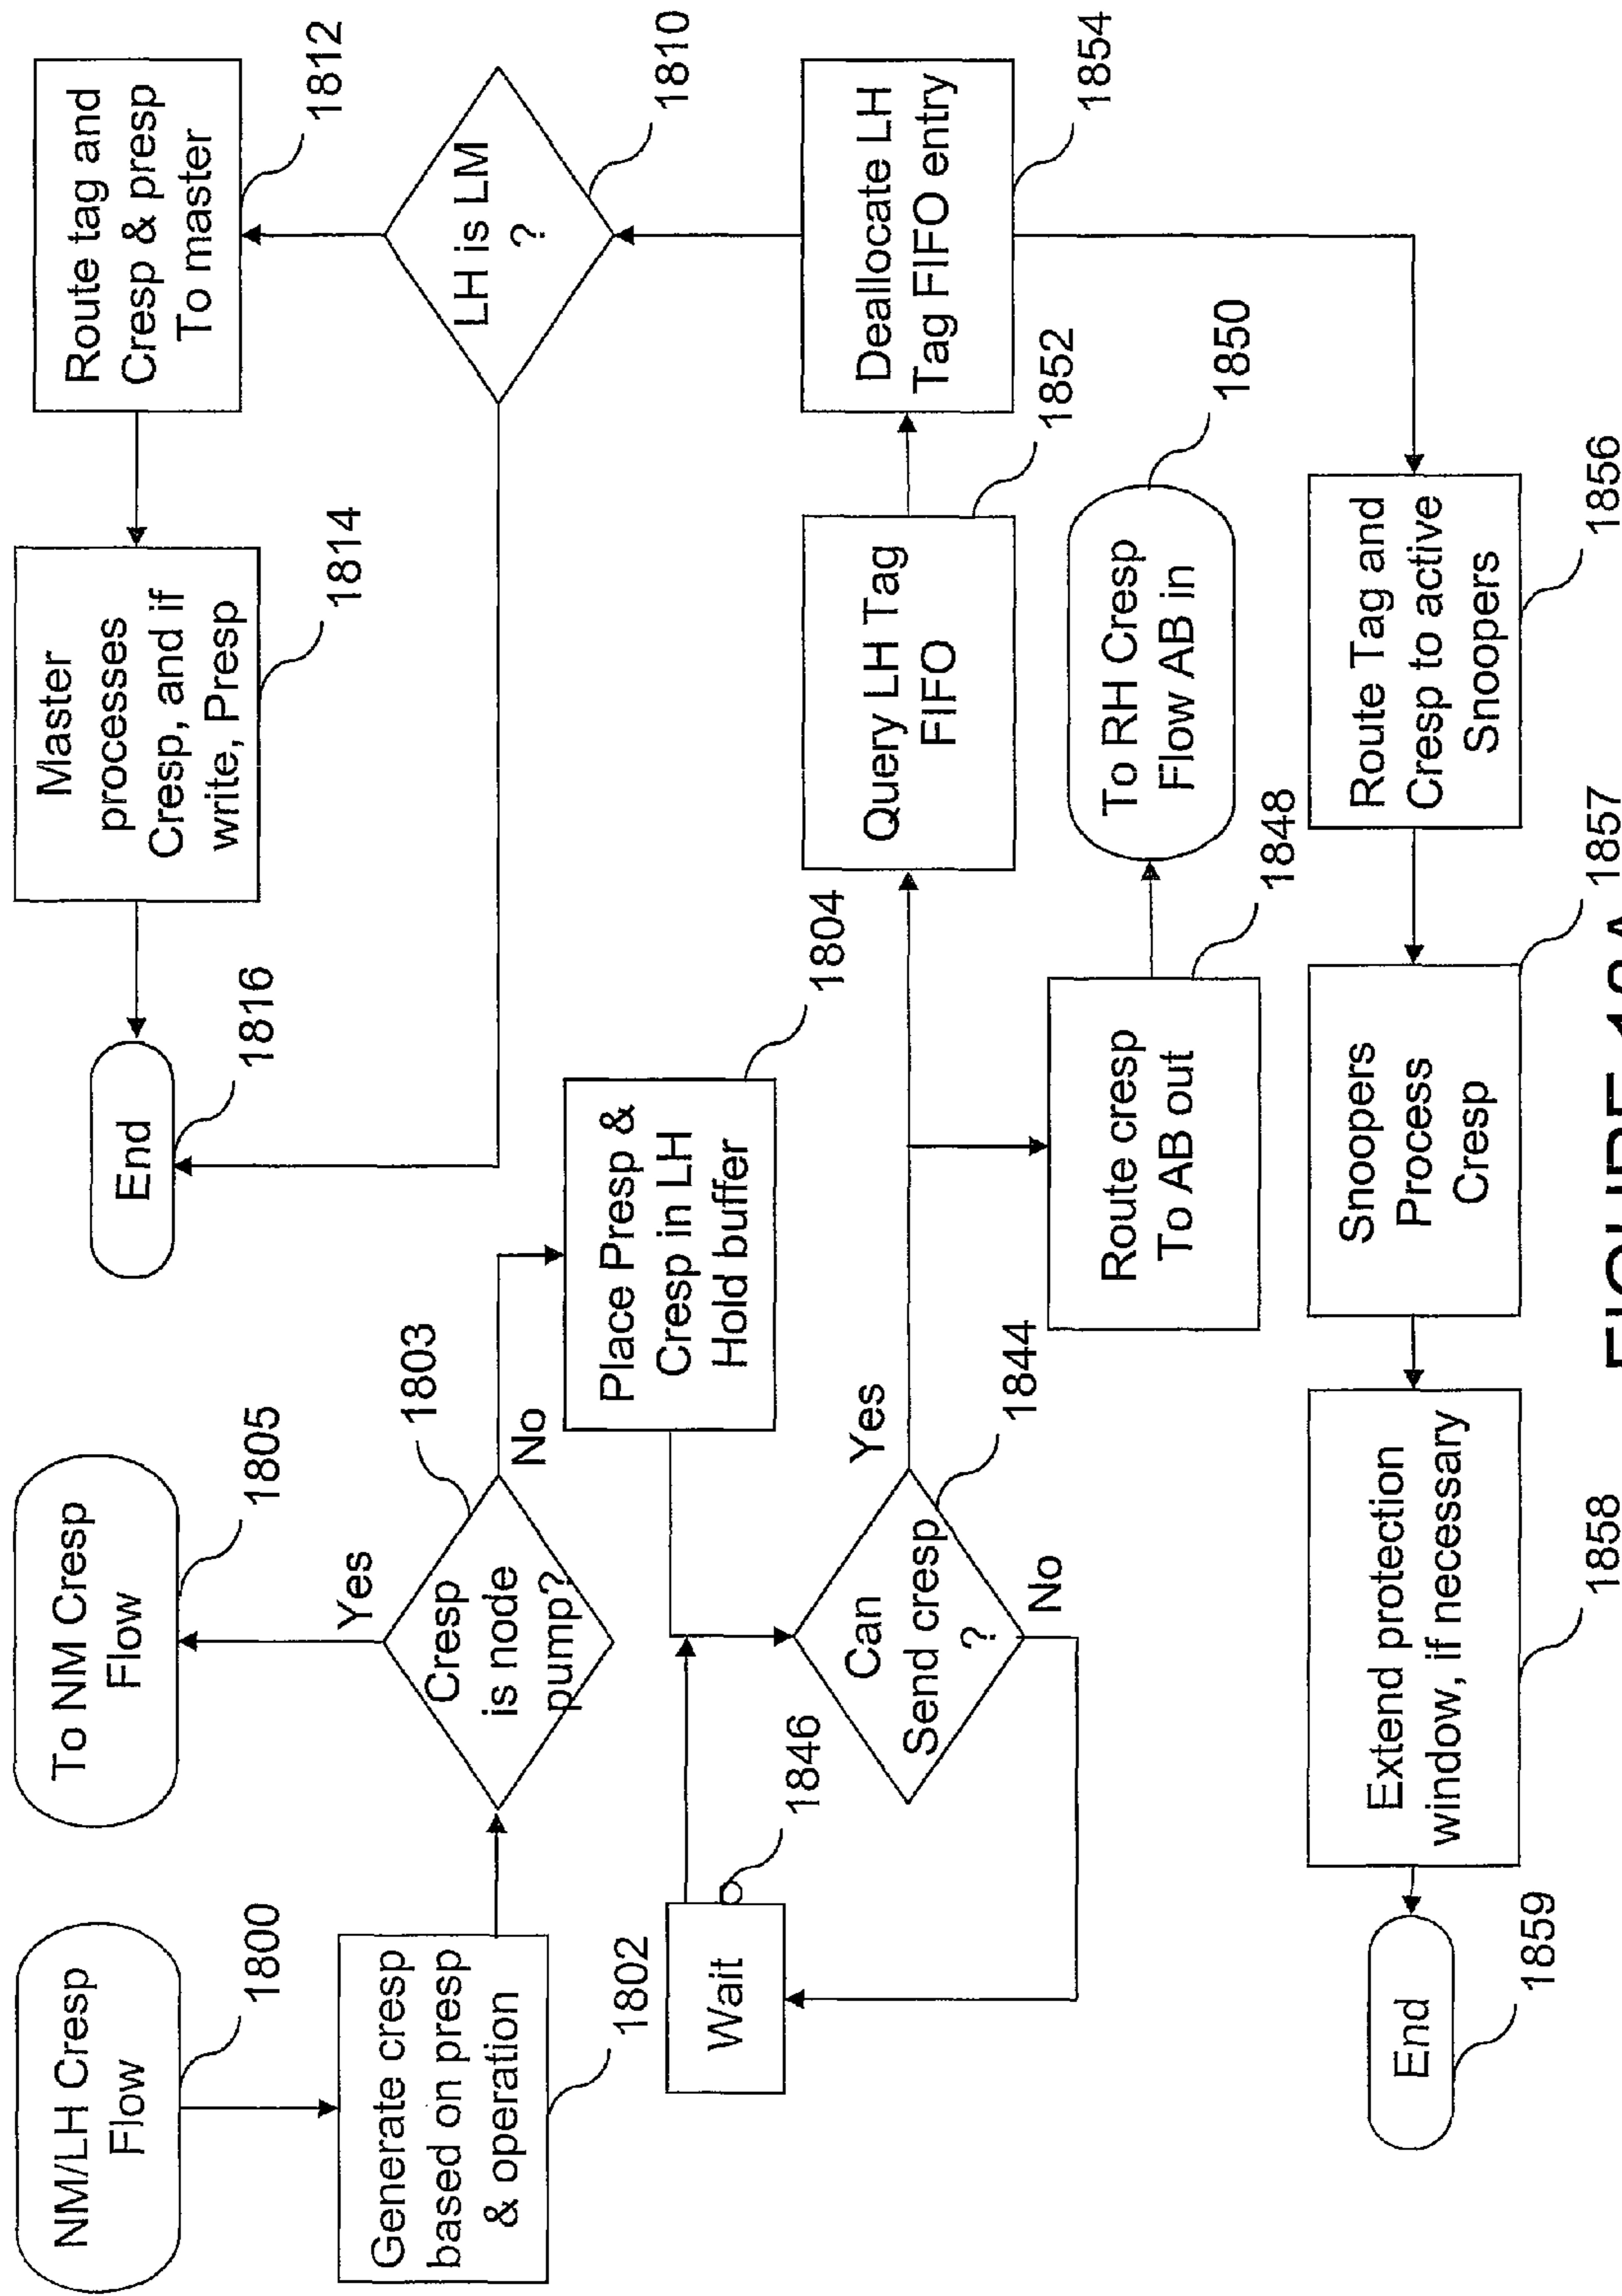 NM/LH Cresp
Flow
1800
Generate cresp
based on presp
& operation
1802
Cresp
is node
pump?
1803
Yes
To NM Cresp
Flow
1805
No
Place Presp &
Cresp in LH
Hold buffer
1804
Can
Send cresp
?
1844
No
Wait
1846
Yes
Route cresp
To AB out
1848
To RH Cresp
Flow AB in
1850
Query LH Tag
FIFO
1852
Deallocate LH
Tag FIFO entry
1854
LH is LM
?
1810
Route tag and
Cresp & presp
To master
1812
Master
processes
Cresp, and if
write, Presp
1814
End
1816
Route Tag and
Cresp to active
Snoopers
1856
Snoopers
Process
Cresp
1857
Extend protection
window, if necessary
1858
End
1859
FIGURE 18A